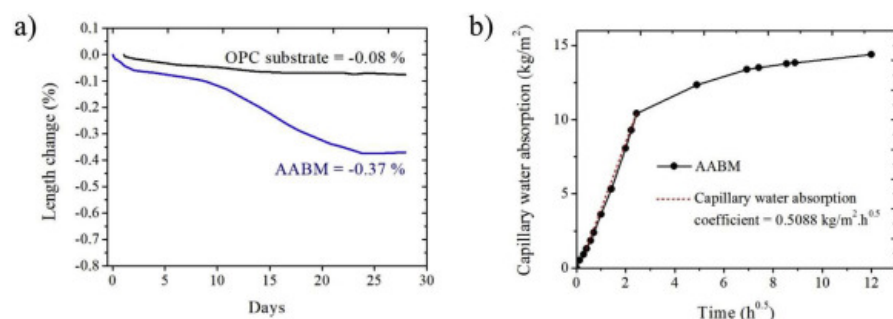 a)
0.1
0.0
-0.1
-0.2
-0.3
-0.4
-0.5
-0.6
-0.7
-0.8
Length change (%)
OPC substrate = -0.08 %
AABM = -0.37 %
0 5 10 15 20 25 30
Days
b)
15
10
5
0
Capillary water absorption (kg/m²)
AABM
Capillary water absorption
coefficient = 0.5088 kg/m².h⁰·⁵
0 2 4 6 8 10 12
Time (h⁰·⁵)